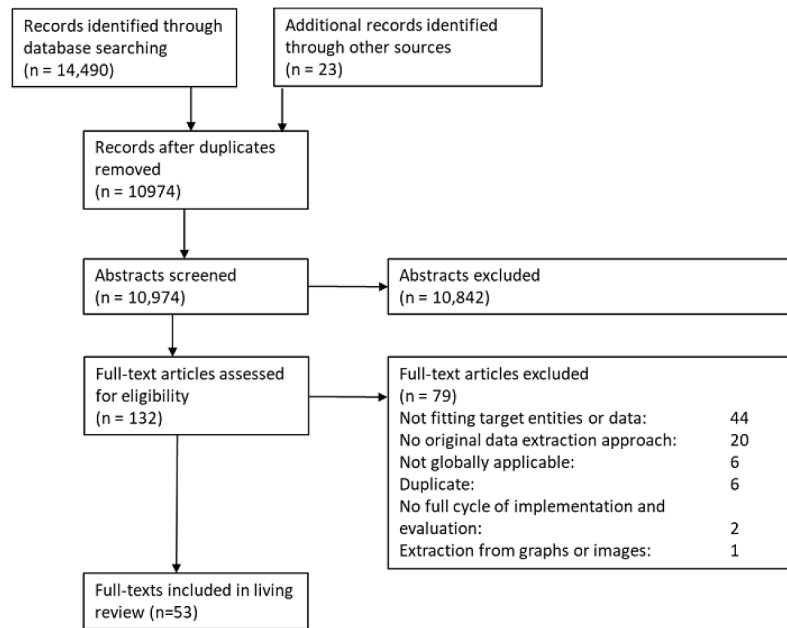 Records identified through
database searching
(n = 14,490)
Additional records identified
through other sources
(n = 23)
Records after duplicates
removed
(n = 10974)
Abstracts screened
(n = 10,974)
Abstracts excluded
(n = 10,842)
Full-text articles assessed
for eligibility
(n = 132)
Full-text articles excluded
(n = 79)
Not fitting target entities or data: 44
No original data extraction approach: 20
Not globally applicable: 6
Duplicate: 6
No full cycle of implementation and
evaluation: 2
Extraction from graphs or images: 1
Full-texts included in living
review (n=53)